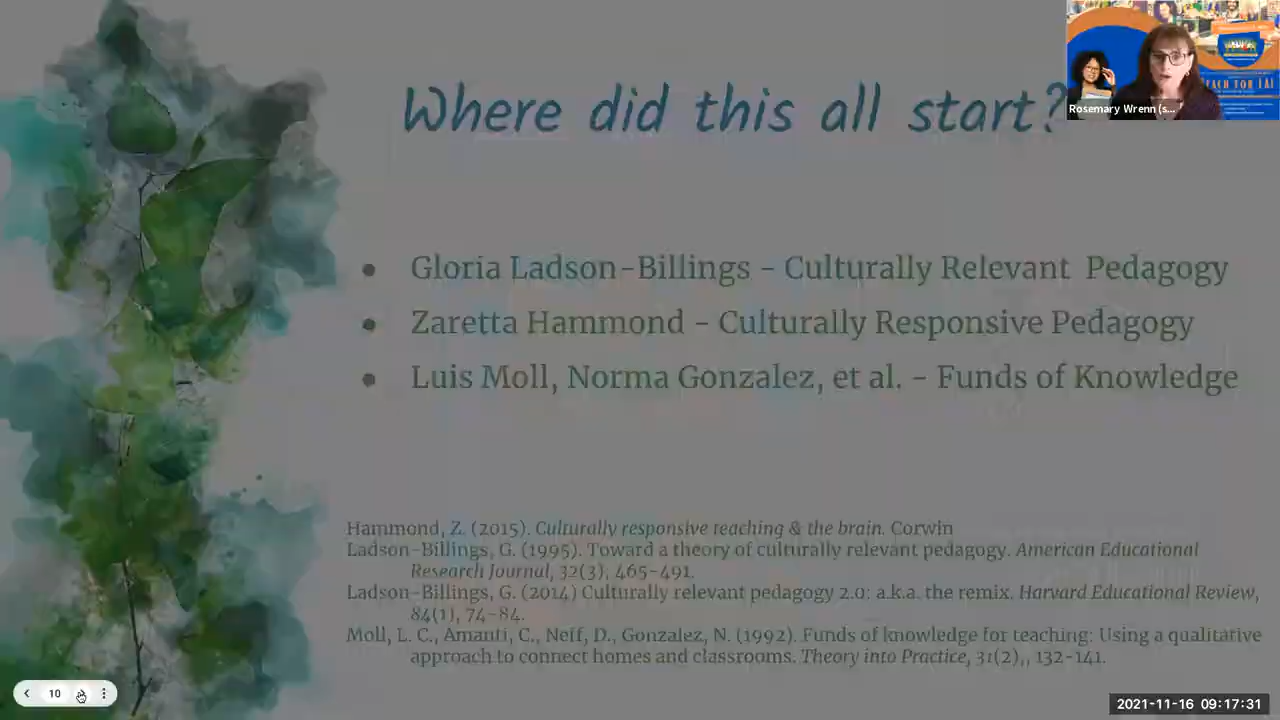 Where did this all start?
Rosemary Wrenn (s...
● Gloria Ladson-Billings - Culturally Relevant Pedagogy
● Zaretta Hammond - Culturally Responsive Pedagogy
● Luis Moll, Norma Gonzalez, et al. - Funds of Knowledge
Hammond, Z. (2015). Culturally responsive teaching & the brain. Corwin
Ladson-Billings, G. (1995). Toward a theory of culturally relevant pedagogy. American Educational
Research Journal, 32(3), 465-491.
Ladson-Billings, G. (2014) Culturally relevant pedagogy 2.0: a.k.a. the remix. Harvard Educational Review,
84(1), 74-84.
Moll, L. C., Amanti, C., Neff, D., Gonzalez, N. (1992). Funds of knowledge for teaching: Using a qualitative
approach to connect homes and classrooms. Theory into Practice, 31(2),, 132-141.
10
2021-11-16 09:17:31